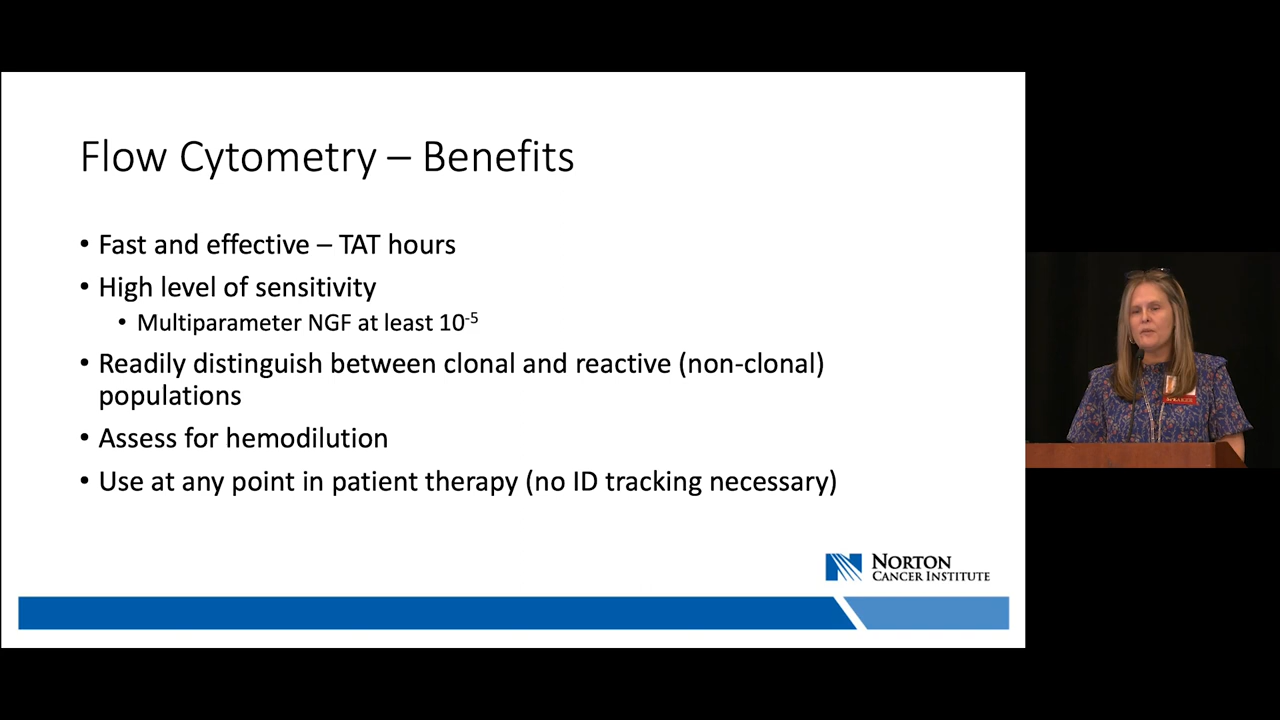 Flow Cytometry – Benefits
• Fast and effective – TAT hours
• High level of sensitivity
• Multiparameter NGF at least 10⁻⁵
• Readily distinguish between clonal and reactive (non-clonal)
populations
• Assess for hemodilution
• Use at any point in patient therapy (no ID tracking necessary)
NORTON
CANCER INSTITUTE
SPEAKER